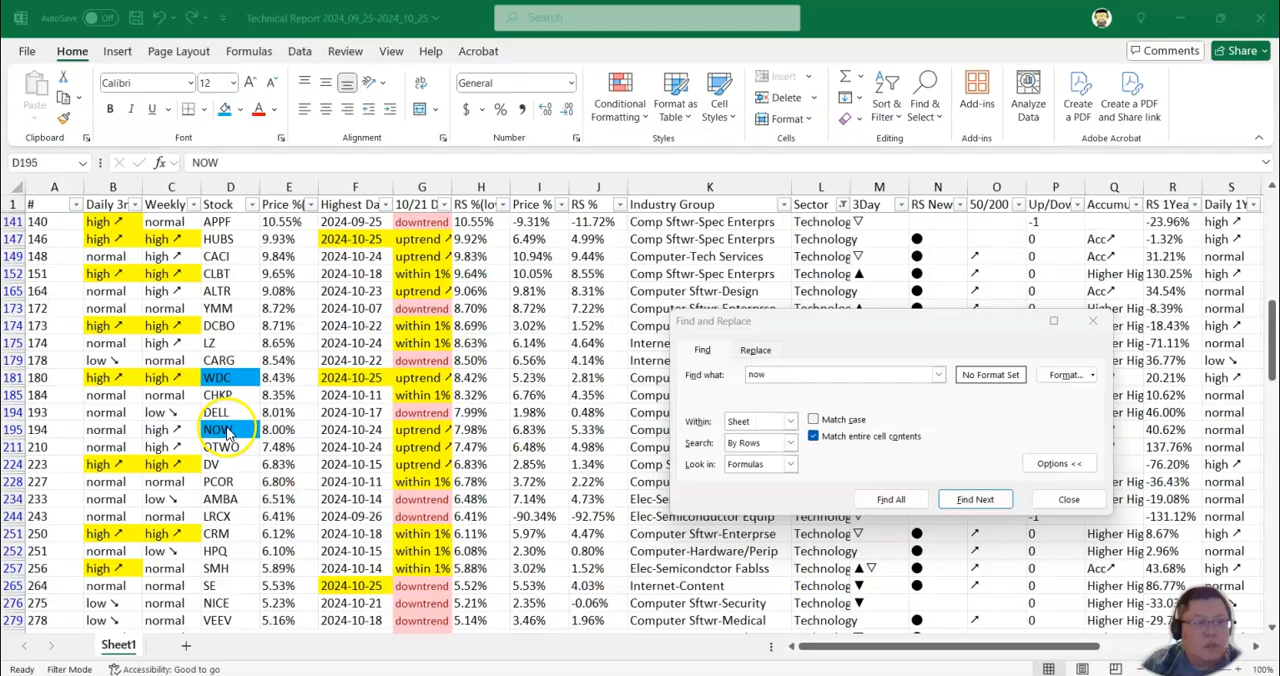 AutoSave Off Technical Report 2024_09_25-2024_10_25 Search
File Home Insert Page Layout Formulas Data Review View Help Acrobat Comments Share
Paste Calibri 12 B I U General $ % Conditional Formatting Format as Table Cell Styles Insert Delete Format Sort & Filter Find & Select Add-ins Analyze Data Create a PDF Create a PDF and Share link
Clipboard Font Alignment Number Styles Cells Editing Add-ins Adobe Acrobat
D195 fx NOW
A B C D E F G H I J K L M N O P Q R S
1 # Daily 3r Weekly Stock Price %( Highest Da 10/21 D RS %(lo Price % RS % Industry Group Sector 3Day RS New 50/200 Up/Dov Accumu RS 1Yea Daily 1Y
141 140 high ↗ normal APPF 10.55% 2024-09-25 downtrend 10.55% -9.31% -11.72% Comp Sftwr-Spec Enterprs Technology ▽ -1 -23.96% high ↗
147 146 high ↗ high ↗ HUBS 9.93% 2024-10-25 uptrend ↗ 9.92% 6.49% 4.99% Comp Sftwr-Spec Enterprs Technology ● 0 Acc↗ -1.32% high ↗
149 148 normal high ↗ CACI 9.84% 2024-10-24 uptrend ↗ 9.83% 10.94% 9.44% Computer-Tech Services Technology ▽ ● ↗ 0 Acc↗ 31.21% normal
152 151 high ↗ high ↗ CLBT 9.65% 2024-10-18 within 1% 9.64% 10.05% 8.55% Comp Sftwr-Spec Enterprs Technology ▲ ● ↗ 0 Higher Hig 130.25% high ↗
165 164 normal high ↗ ALTR 9.08% 2024-10-23 uptrend ↗ 9.06% 9.81% 8.31% Computer Sftwr-Design Technology ● ↗ 0 Acc↗ 34.54% normal
173 172 normal normal YMM 8.72% 2024-10-07 downtrend 8.70% 8.72% 7.22%
174 173 high ↗ high ↗ DCBO 8.71% 2024-10-22 within 1% 8.69% 3.02% 1.52% -18.43% high ↗
175 174 normal high ↗ LZ 8.65% 2024-10-24 within 1% 8.64% 6.14% 4.64% -71.11% high ↗
179 178 low ↘ normal CARG 8.54% 2024-10-22 downtrend 8.50% 6.56% 4.14% 36.77% low ↘
181 180 high ↗ high ↗ WDC 8.43% 2024-10-25 uptrend ↗ 8.42% 5.23% 2.81% 20.21% high ↗
185 184 normal normal CHKP 8.35% 2024-10-11 within 1% 8.32% 6.76% 4.35% 10.62% normal
194 193 normal low ↘ DELL 8.01% 2024-10-17 downtrend 7.99% 1.98% 0.48% 46.00% normal
195 194 normal high ↗ NOW 8.00% 2024-10-24 uptrend ↗ 7.98% 6.83% 5.33% 40.62% normal
211 210 normal high ↗ OTWO 7.48% 2024-10-24 uptrend ↗ 7.47% 6.48% 4.98% 137.76% normal
224 223 high ↗ high ↗ DV 6.83% 2024-10-15 uptrend ↗ 6.83% 2.85% 1.34% -76.20% high ↗
228 227 normal normal PCOR 6.80% 2024-10-11 within 1% 6.78% 3.72% 2.22% -36.43% normal
234 233 normal low ↘ AMBA 6.51% 2024-10-14 downtrend 6.49% 7.14% 4.73% -19.08% normal
244 243 normal normal LRCX 6.41% 2024-09-26 downtrend 6.41% -90.34% -92.75% Elec-Semiconductor Equip -131.12% normal
251 250 high ↗ high ↗ CRM 6.12% 2024-10-18 within 1% 6.11% 5.97% 4.47% Computer Sftwr-Enterprse Technology ▽ ● ↗ 0 Higher Hig 8.67% high ↗
252 251 normal low ↘ HPQ 6.10% 2024-10-15 within 1% 6.08% 2.30% 0.80% Computer-Hardware/Perip Technology ● ↗ 0 Higher Hig 2.96% high ↗
257 256 high ↗ normal SMH 5.89% 2024-10-14 within 1% 5.88% 3.02% 1.52% Elec-Semicondctor Fablss Technology ▲▽ ● ↗ 0 Acc↗ 43.68% high ↗
265 264 normal normal SE 5.53% 2024-10-25 downtrend 5.52% 5.53% 4.03% Internet-Content Technology ▼ ● ↗ 0 Higher 86.77% high ↗
276 275 low ↘ normal NICE 5.23% 2024-10-21 downtrend 5.21% 2.35% -0.06% Computer Sftwr-Security Technology ▼ 0 low ↘
279 278 low ↘ normal VEEV 5.16% 2024-10-18 downtrend 5.14% 3.46% 1.96% Computer Sftwr-Medical Technology ● ↗ 0 Higher normal
Find and Replace
Find Replace
Find what: now No Format Set Format...
Within: Sheet Match case
Search: By Rows Match entire cell contents
Look in: Formulas Options <<
Find All Find Next Close
Sheet1
Ready Filter Mode Accessibility: Good to go 100%